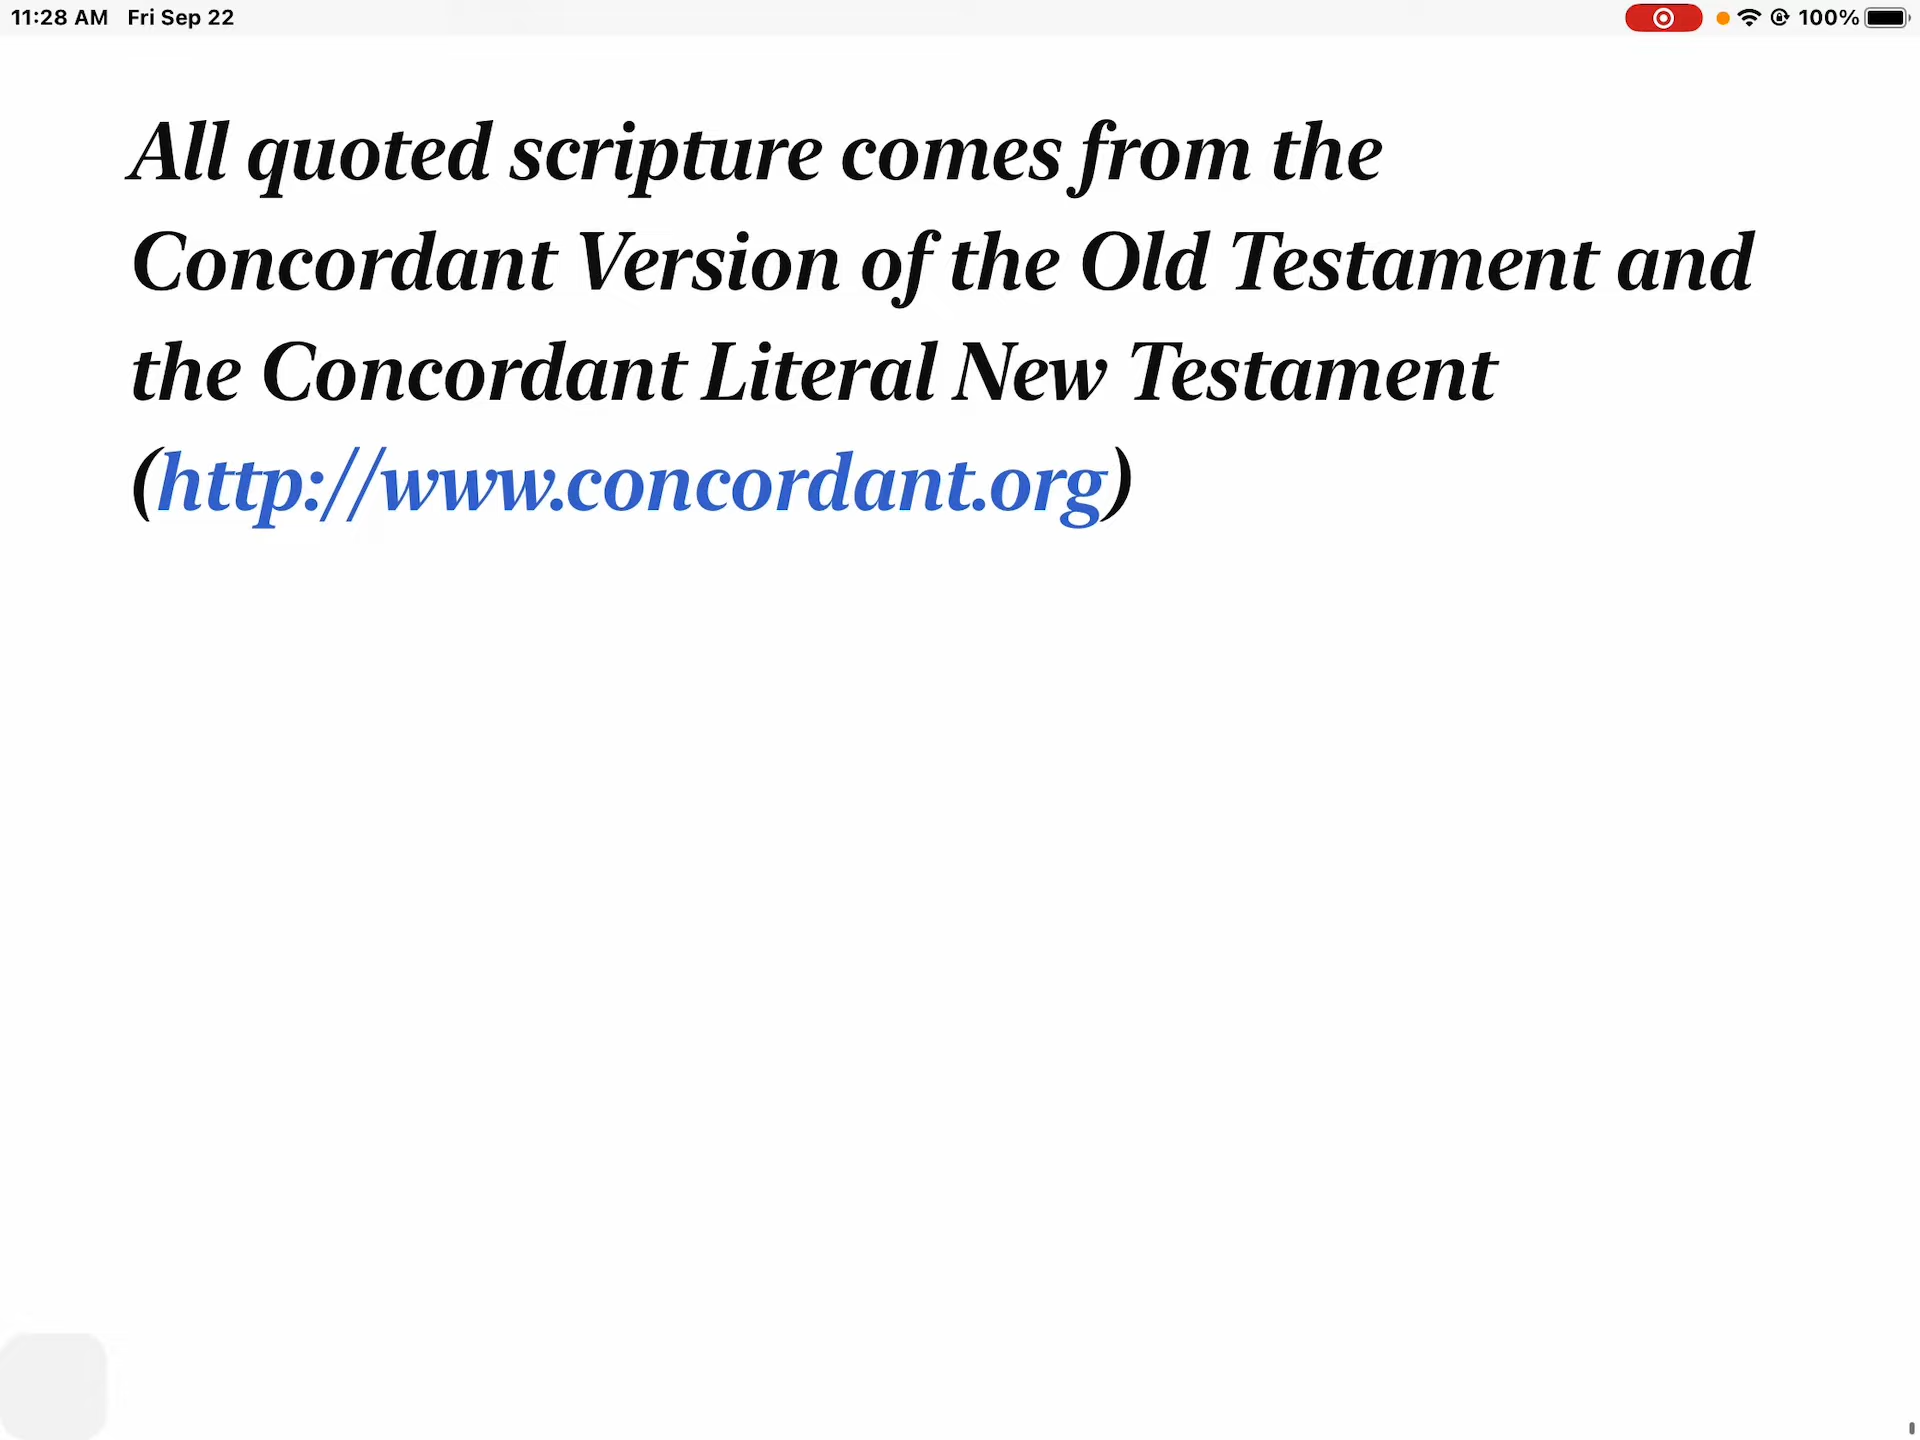 11:28 AM Fri Sep 22 100%
All quoted scripture comes from the
Concordant Version of the Old Testament and
the Concordant Literal New Testament
(http://www.concordant.org)